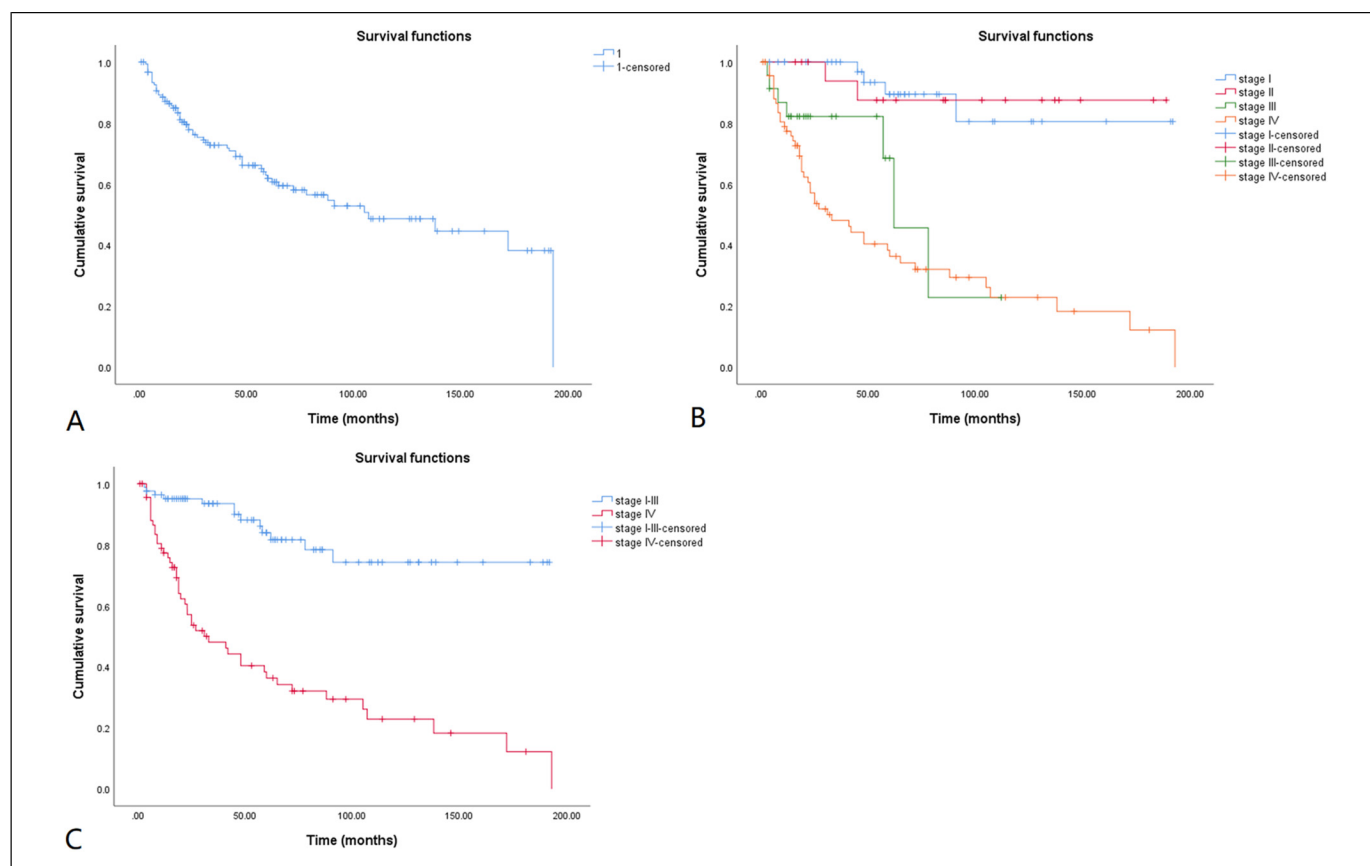 Survival functions
1
1-censored
1.0
0.8
0.6
0.4
0.2
0.0
Cumulative survival
.00 50.00 100.00 150.00 200.00
Time (months)
A
Survival functions
stage I
stage II
stage III
stage IV
stage I-censored
stage II-censored
stage III-censored
stage IV-censored
1.0
0.8
0.6
0.4
0.2
0.0
Cumulative survival
.00 50.00 100.00 150.00 200.00
Time (months)
B
Survival functions
stage I-III
stage IV
stage I-III-censored
stage IV-censored
1.0
0.8
0.6
0.4
0.2
0.0
Cumulative survival
.00 50.00 100.00 150.00 200.00
Time (months)
C